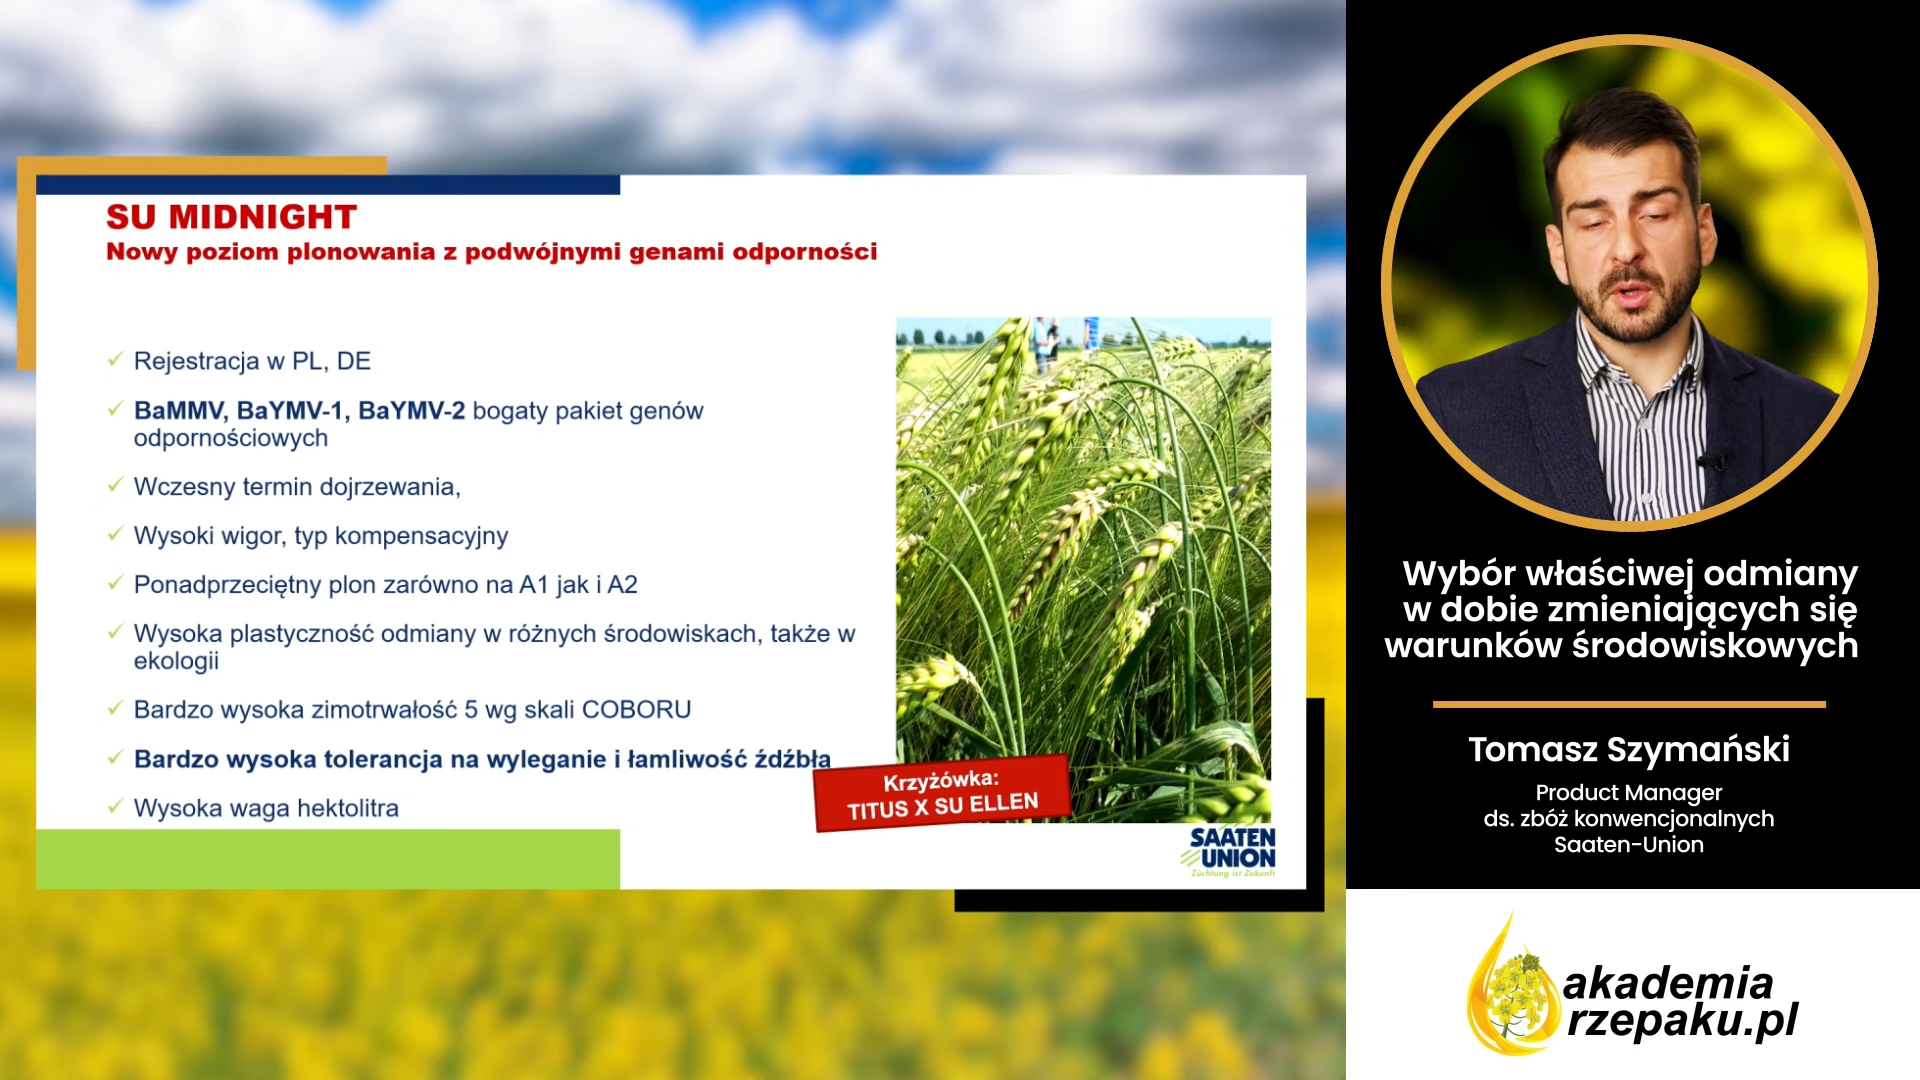 SU MIDNIGHT
Nowy poziom plonowania z podwójnymi genami odporności
Rejestracja w PL, DE
BaMMV, BaYMV-1, BaYMV-2 bogaty pakiet genów
odpornościowych
Wczesny termin dojrzewania,
Wysoki wigor, typ kompensacyjny
Ponadprzeciętny plon zarówno na A1 jak i A2
Wysoka plastyczność odmiany w różnych środowiskach, także w
ekologii
Bardzo wysoka zimotrwałość 5 wg skali COBORU
Bardzo wysoka tolerancja na wyleganie i łamliwość źdźbła
Wysoka waga hektolitra
Krzyżówka:
TITUS X SU ELLEN
SAATEN
UNION
Züchtung ist Zukunft
Wybór właściwej odmiany
w dobie zmieniających się
warunków środowiskowych
Tomasz Szymański
Product Manager
ds. zbóż konwencjonalnych
Saaten-Union
akademia
rzepaku.pl